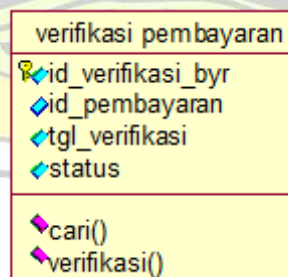 verifikasi pembayaran
id_verifikasi_byr
id_pembayaran
tgl_verifikasi
status
cari()
verifikasi()